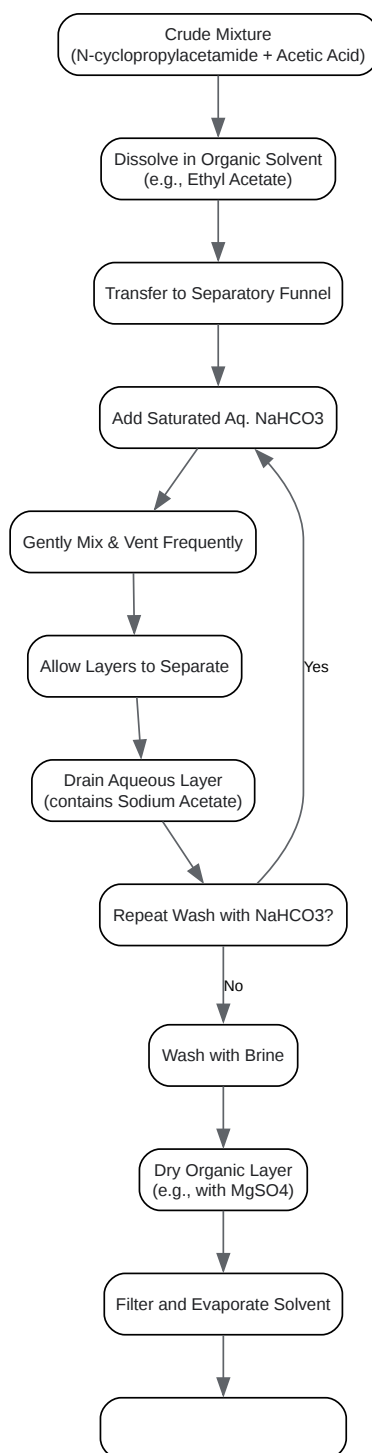 Crude Mixture
(N-cyclopropylacetamide + Acetic Acid)
Dissolve in Organic Solvent
(e.g., Ethyl Acetate)
Transfer to Separatory Funnel
Add Saturated Aq. NaHCO3
Gently Mix & Vent Frequently
Allow Layers to Separate
Yes
Drain Aqueous Layer
(contains Sodium Acetate)
Repeat Wash with NaHCO3?
No
Wash with Brine
Dry Organic Layer
(e.g., with MgSO4)
Filter and Evaporate Solvent